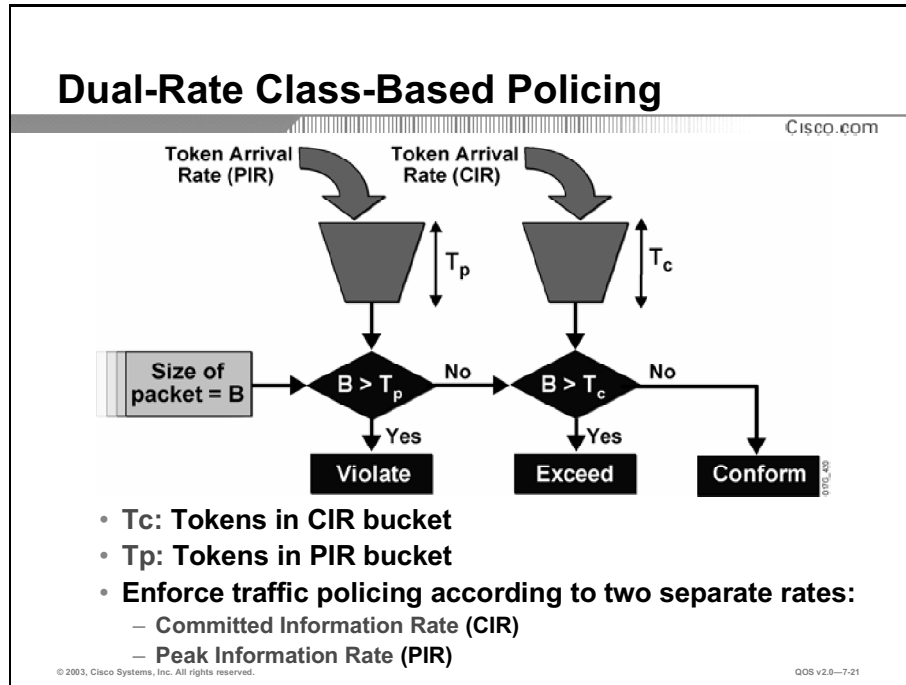 Dual-Rate Class-Based Policing
Cisco.com
Token Arrival
Rate (PIR)
Token Arrival
Rate (CIR)
Tp
Tc
Size of
packet = B
B > Tp
No
B > Tc
No
Yes
Yes
Violate
Exceed
Conform
017G_420
• Tc: Tokens in CIR bucket
• Tp: Tokens in PIR bucket
• Enforce traffic policing according to two separate rates:
– Committed Information Rate (CIR)
– Peak Information Rate (PIR)
© 2003, Cisco Systems, Inc. All rights reserved.
QOS v2.0—7-21